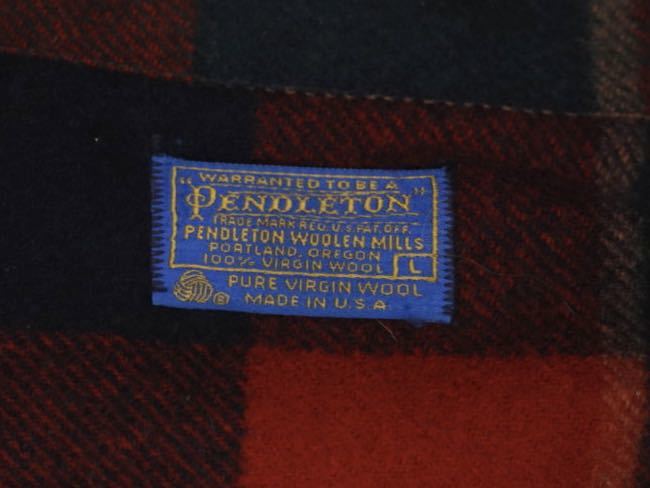 WARRANTED TO BE A
"PENDLETON"
TRADE MARK REG. U.S. PAT. OFF.
PENDLETON WOOLEN MILLS
PORTLAND, OREGON
100% VIRGIN WOOL L
PURE VIRGIN WOOL
® MADE IN U.S.A.